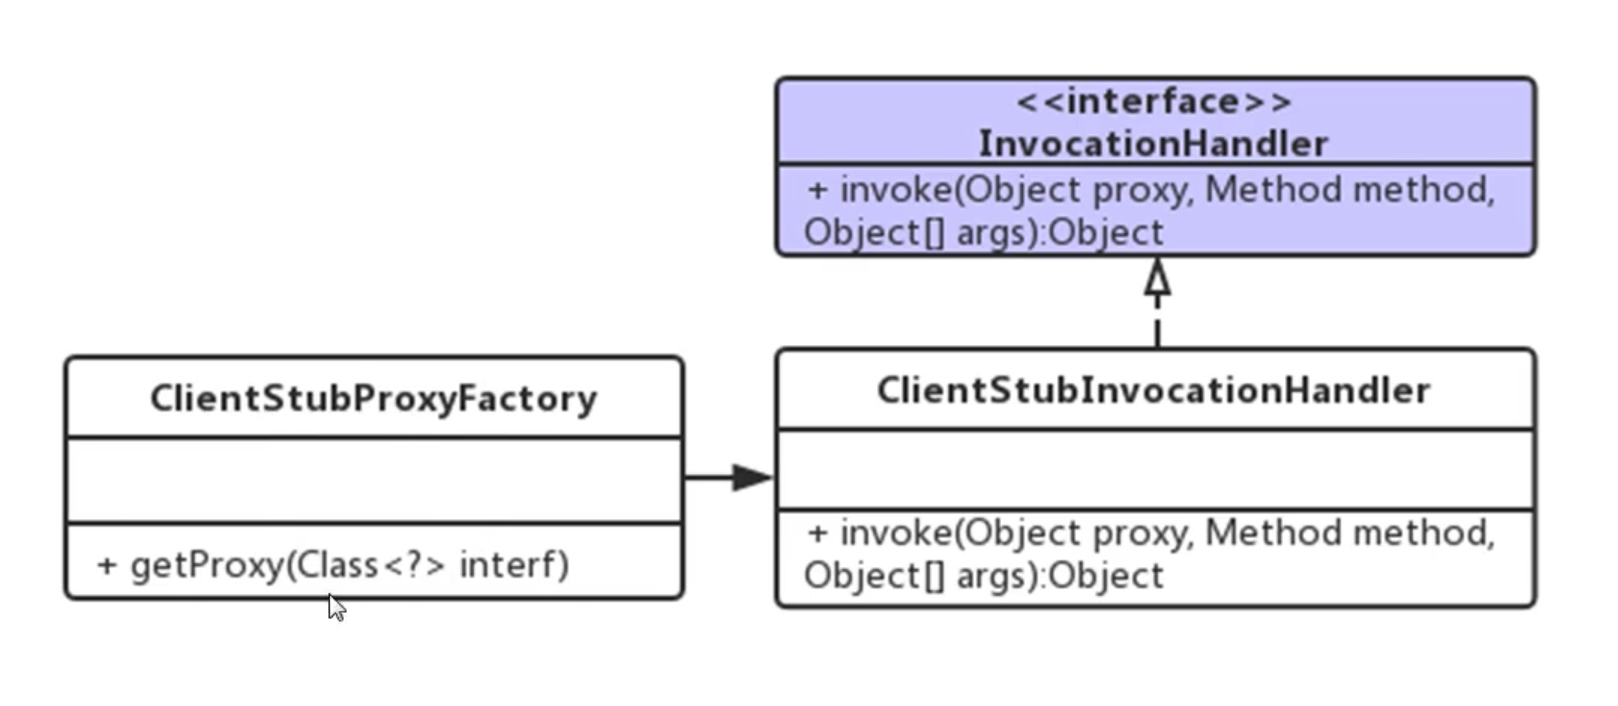 <<interface>>
InvocationHandler
+ invoke(Object proxy, Method method,
Object[] args):Object
ClientStubProxyFactory
+ getProxy(Class<?> interf)
ClientStubInvocationHandler
+ invoke(Object proxy, Method method,
Object[] args):Object